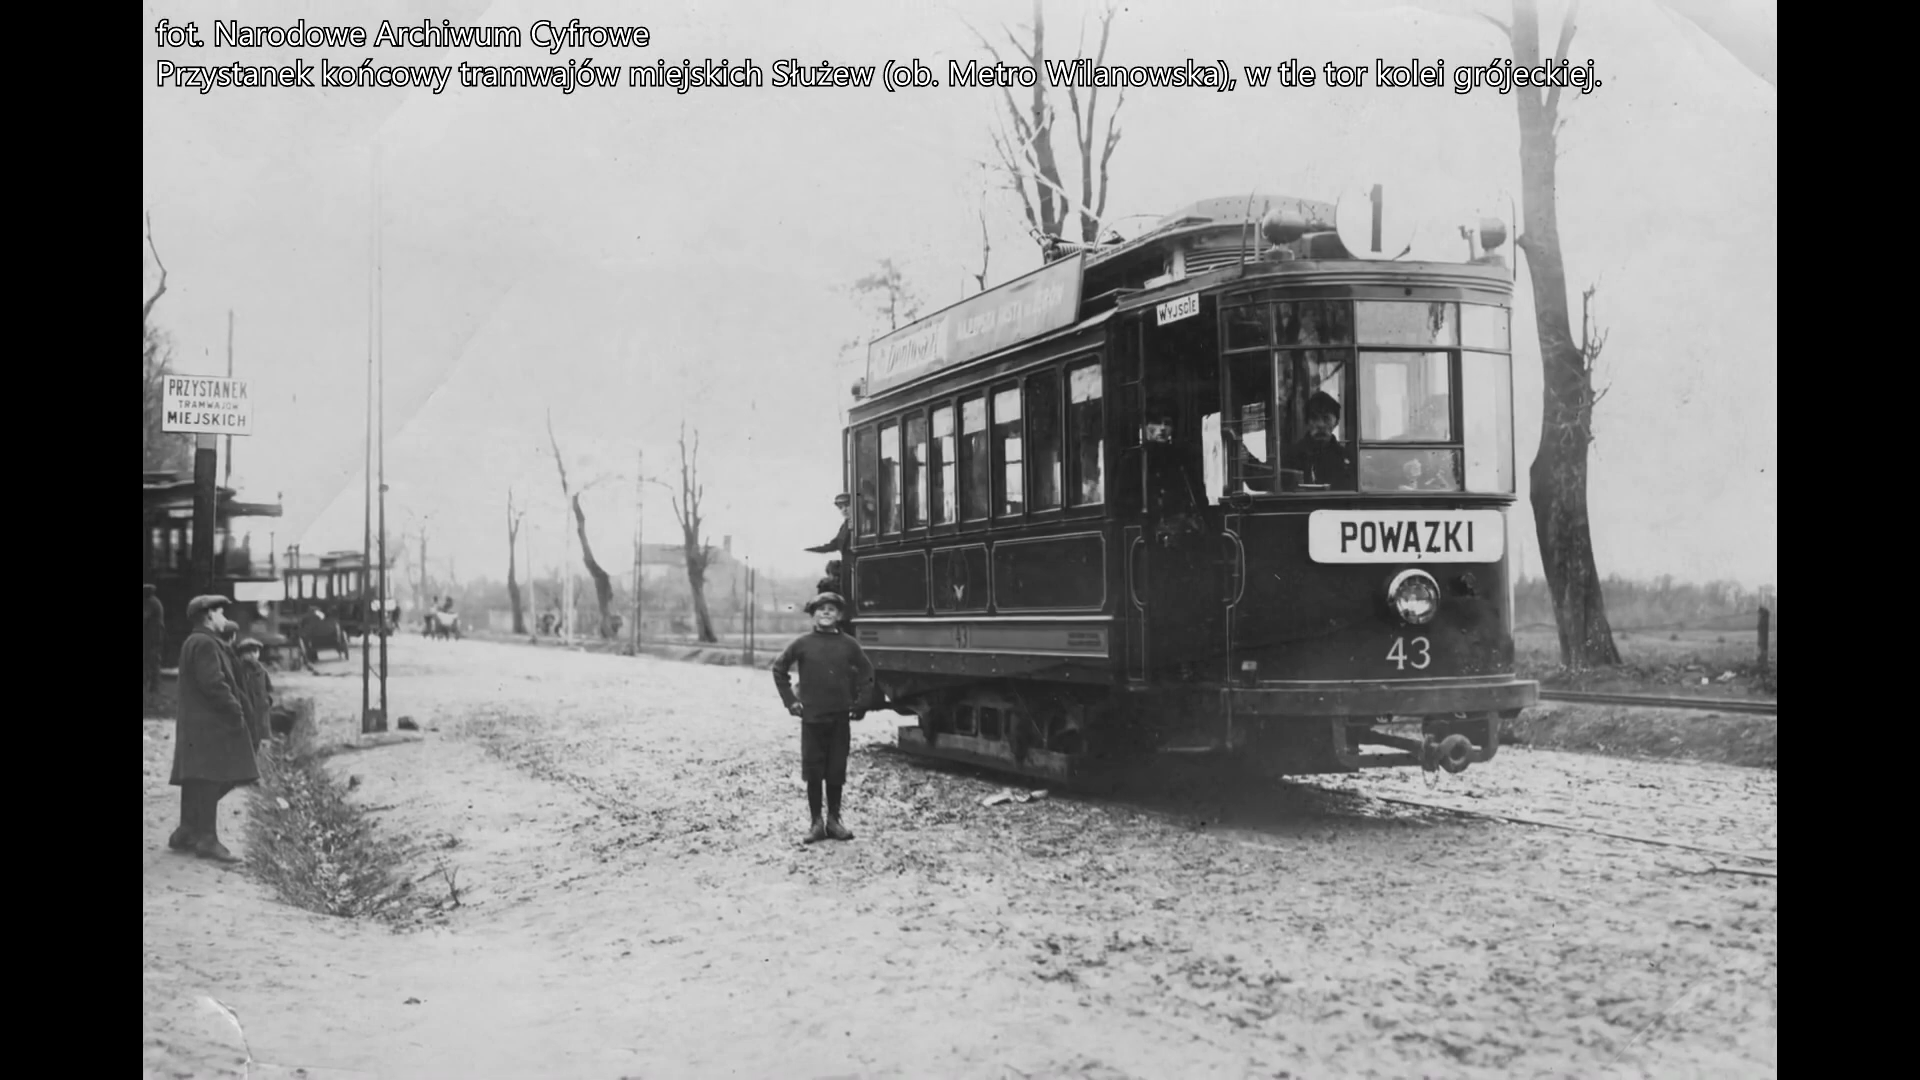 fot. Narodowe Archiwum Cyfrowe
Przystanek końcowy tramwajów miejskich Służew (ob. Metro Wilanowska), w tle tor kolei grójeckiej.
1
WYJŚCIE
PRZYSTANEK
TRAMWAJÓW
MIEJSKICH
POWĄZKI
43
43